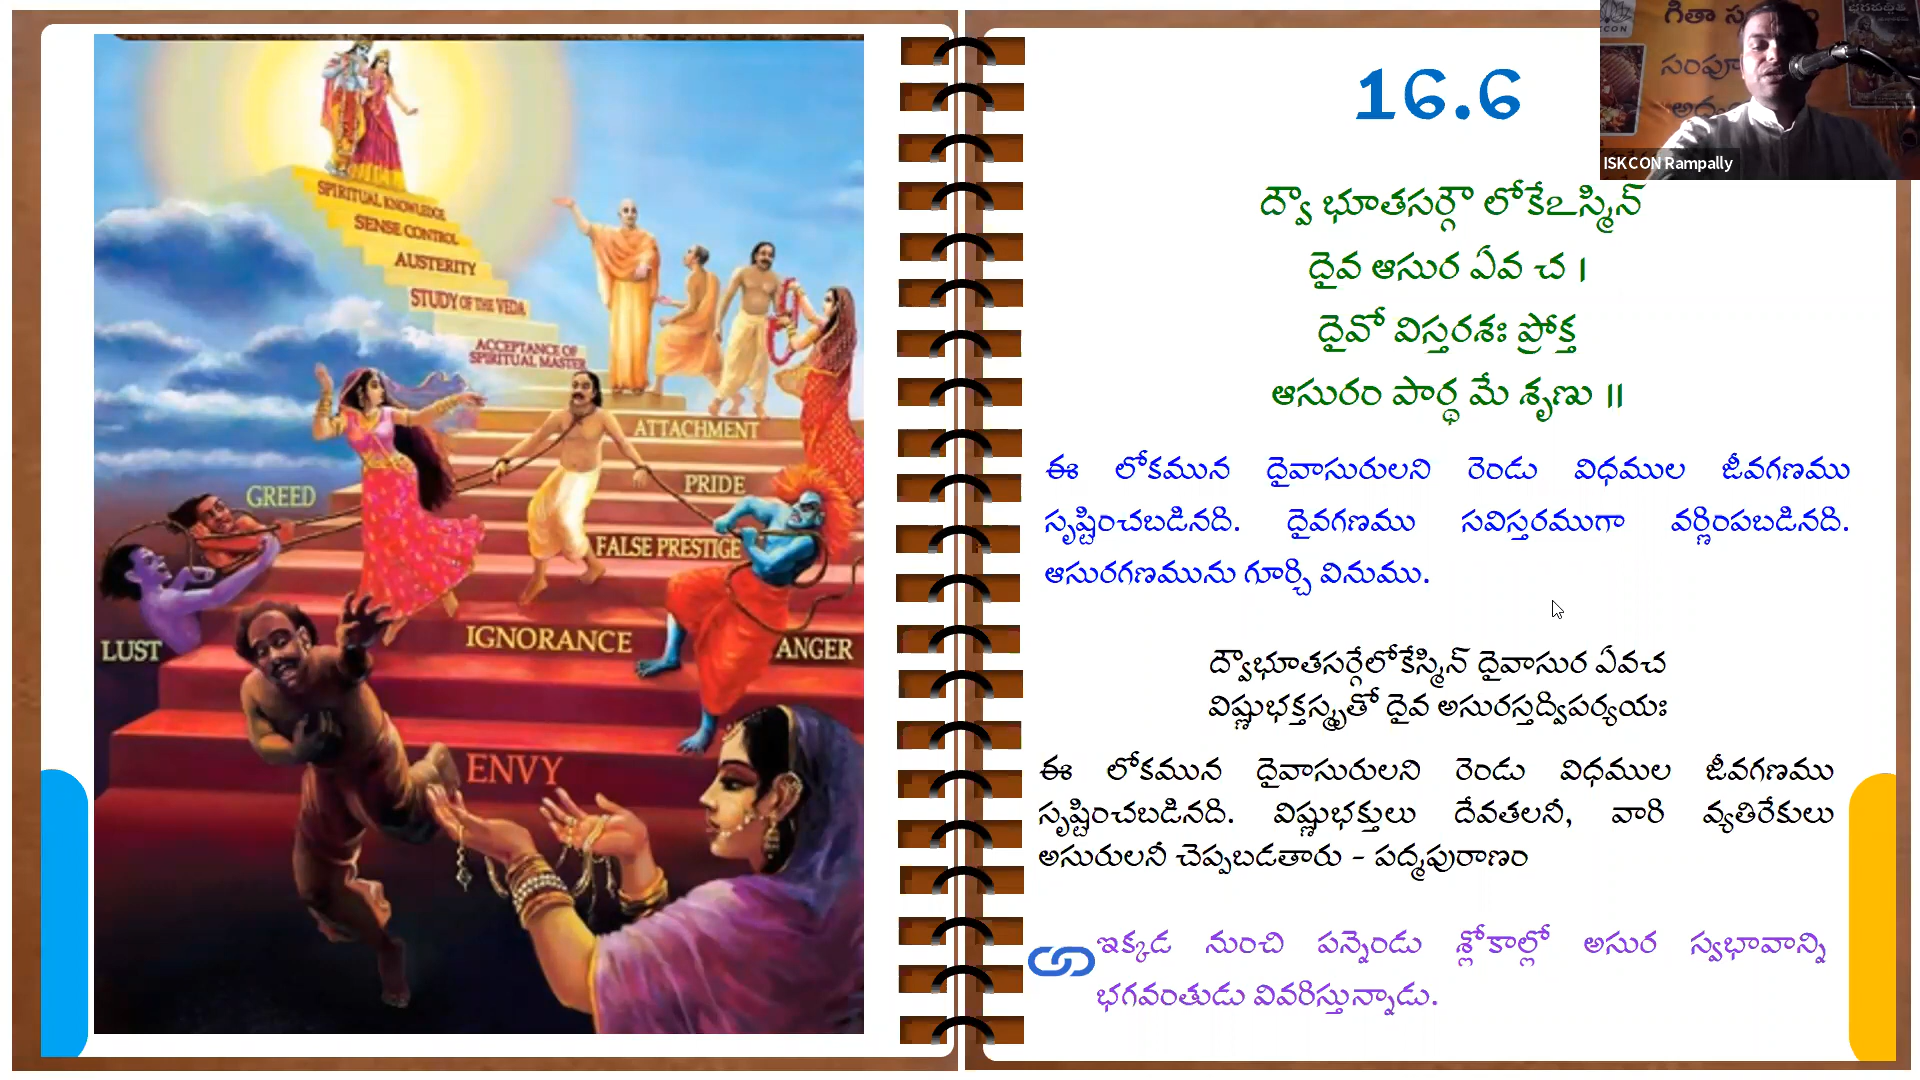 SPIRITUAL KNOWLEDGE
SENSE CONTROL
AUSTERITY
STUDY OF THE VEDA
ACCEPTANCE OF
SPIRITUAL MASTER
ATTACHMENT
PRIDE
GREED
FALSE PRESTIGE
IGNORANCE
LUST
ANGER
ENVY
16.6
ద్వౌ భూతసర్గౌ లోకేఽస్మిన్
దైవ ఆసుర ఏవ చ ।
దైవో విస్తరశః ప్రోక్త
ఆసురం పార్థ మే శృణు ॥
ఈ లోకమున దైవాసురులని రెండు విధముల జీవగణము
సృష్టించబడినది. దైవగణము సవిస్తరముగా వర్ణింపబడినది.
ఆసురగణమును గూర్చి వినుము.
ద్వౌభూతసర్గేలోకేస్మిన్ దైవాసుర ఏవచ
విష్ణుభక్తస్మృతో దైవ అసురస్తద్విపర్యయః
ఈ లోకమున దైవాసురులని రెండు విధముల జీవగణము
సృష్టించబడినది. విష్ణుభక్తులు దేవతలనీ, వారి వ్యతిరేకులు
అసురులనీ చెప్పబడతారు - పద్మపురాణం
ఇక్కడ నుంచి పన్నెండు శ్లోకాల్లో అసుర స్వభావాన్ని
భగవంతుడు వివరిస్తున్నాడు.
గీతా
ISKCON Rampally